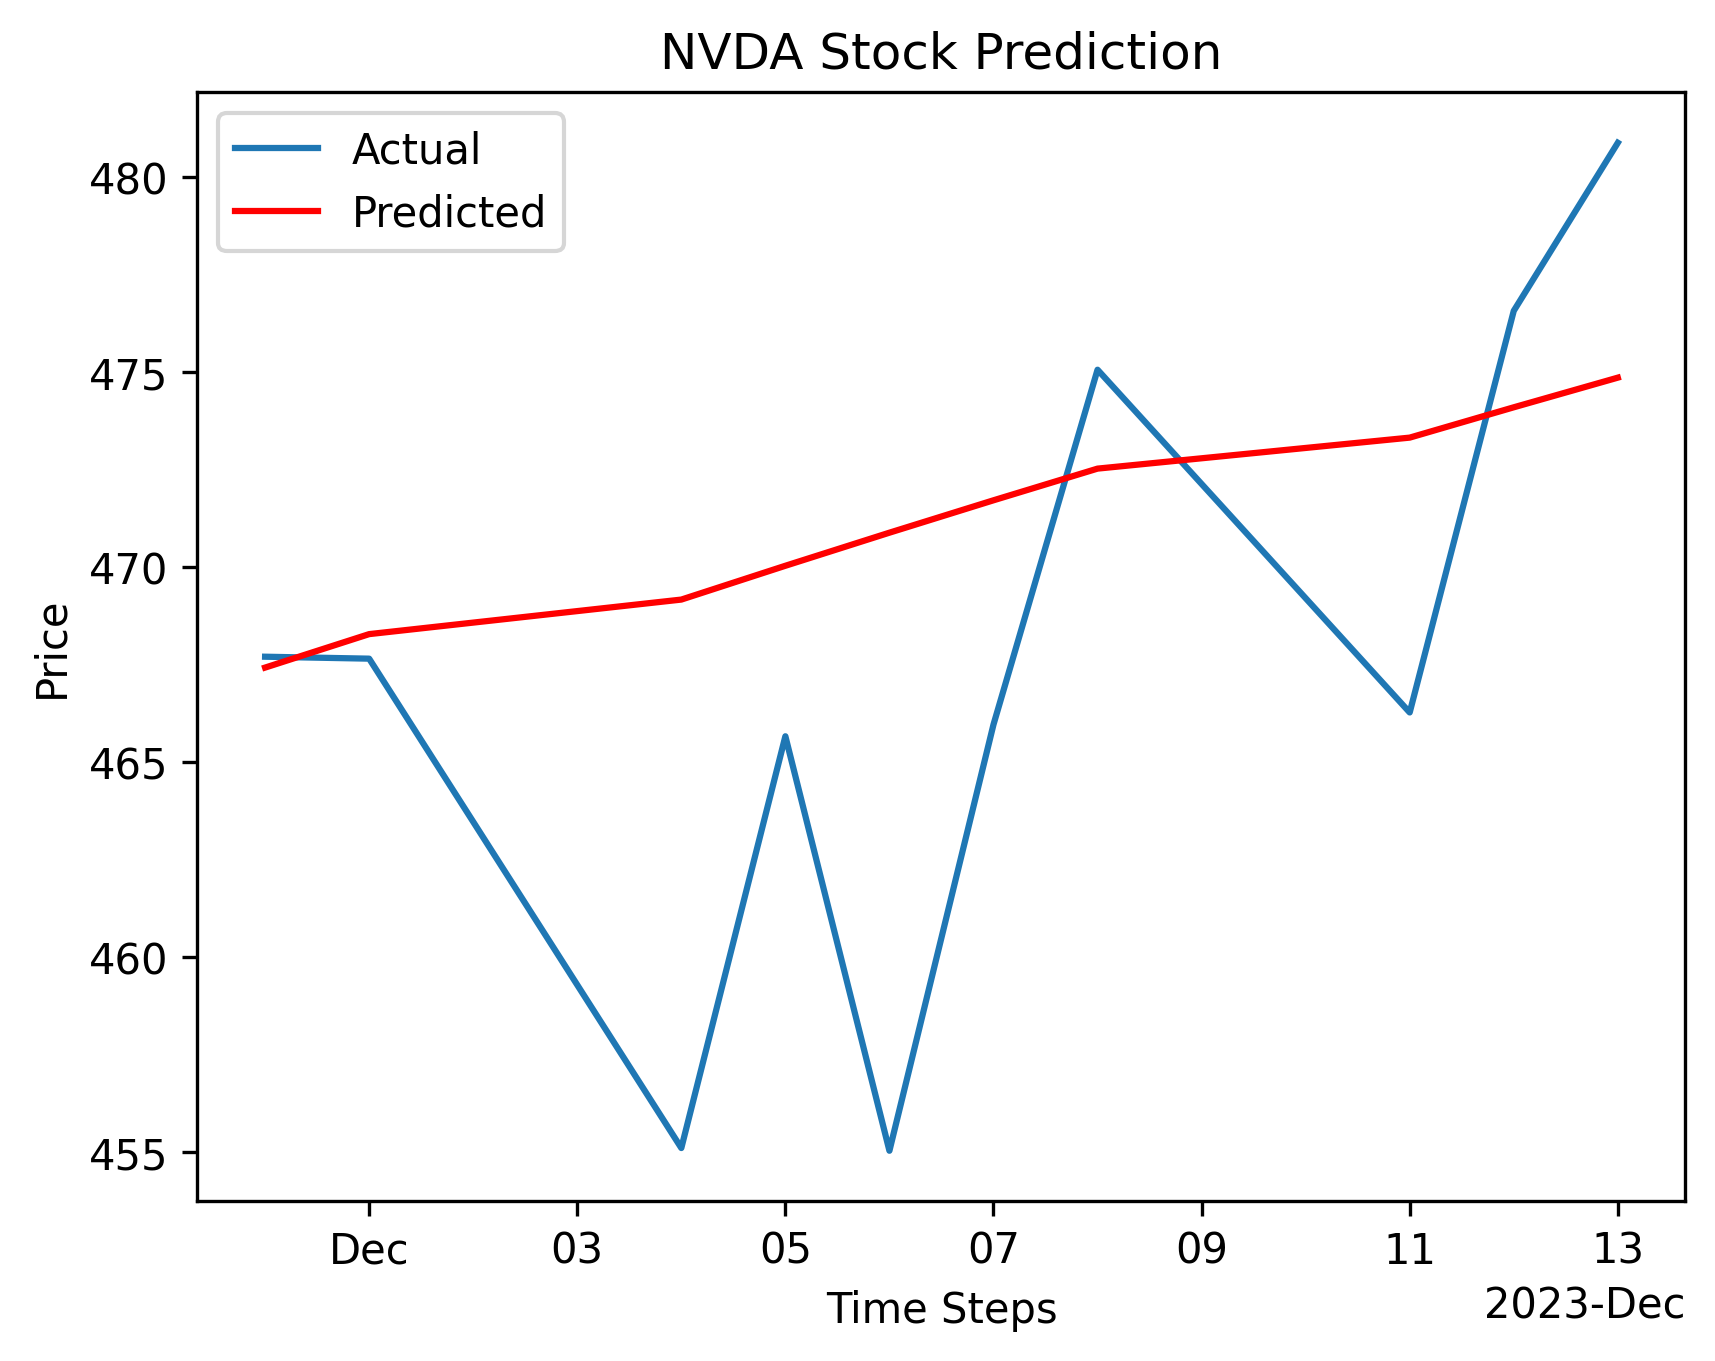 NVDA Stock Prediction
Actual
Predicted
480
475
470
465
460
455
Price
Dec 03 05 07 09 11 13
2023-Dec
Time Steps